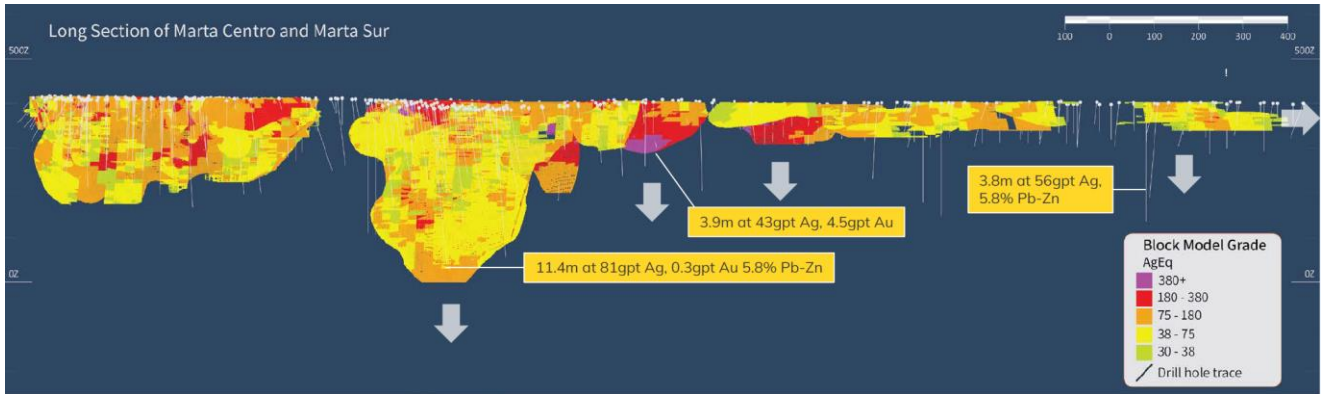 Long Section of Marta Centro and Marta Sur
100 0 100 200 300 400
500Z
500Z
3.8m at 56gpt Ag,
5.8% Pb-Zn
3.9m at 43gpt Ag, 4.5gpt Au
11.4m at 81gpt Ag, 0.3gpt Au 5.8% Pb-Zn
0Z
0Z
Block Model Grade
AgEq
380+
180 - 380
75 - 180
38 - 75
30 - 38
Drill hole trace